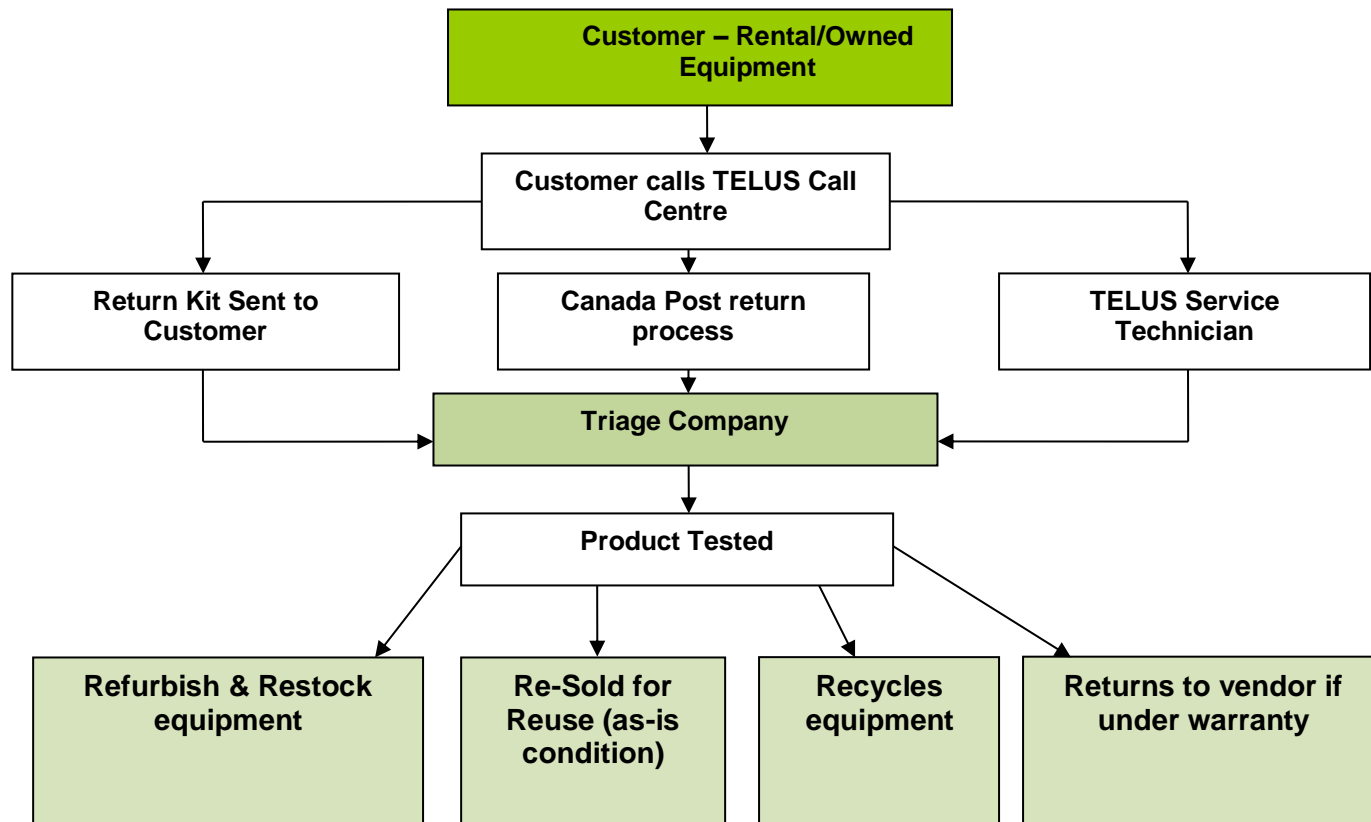 Customer – Rental/Owned
Equipment
Customer calls TELUS Call
Centre
Return Kit Sent to
Customer
Canada Post return
process
TELUS Service
Technician
Triage Company
Product Tested
Refurbish & Restock
equipment
Re-Sold for
Reuse (as-is
condition)
Recycles
equipment
Returns to vendor if
under warranty